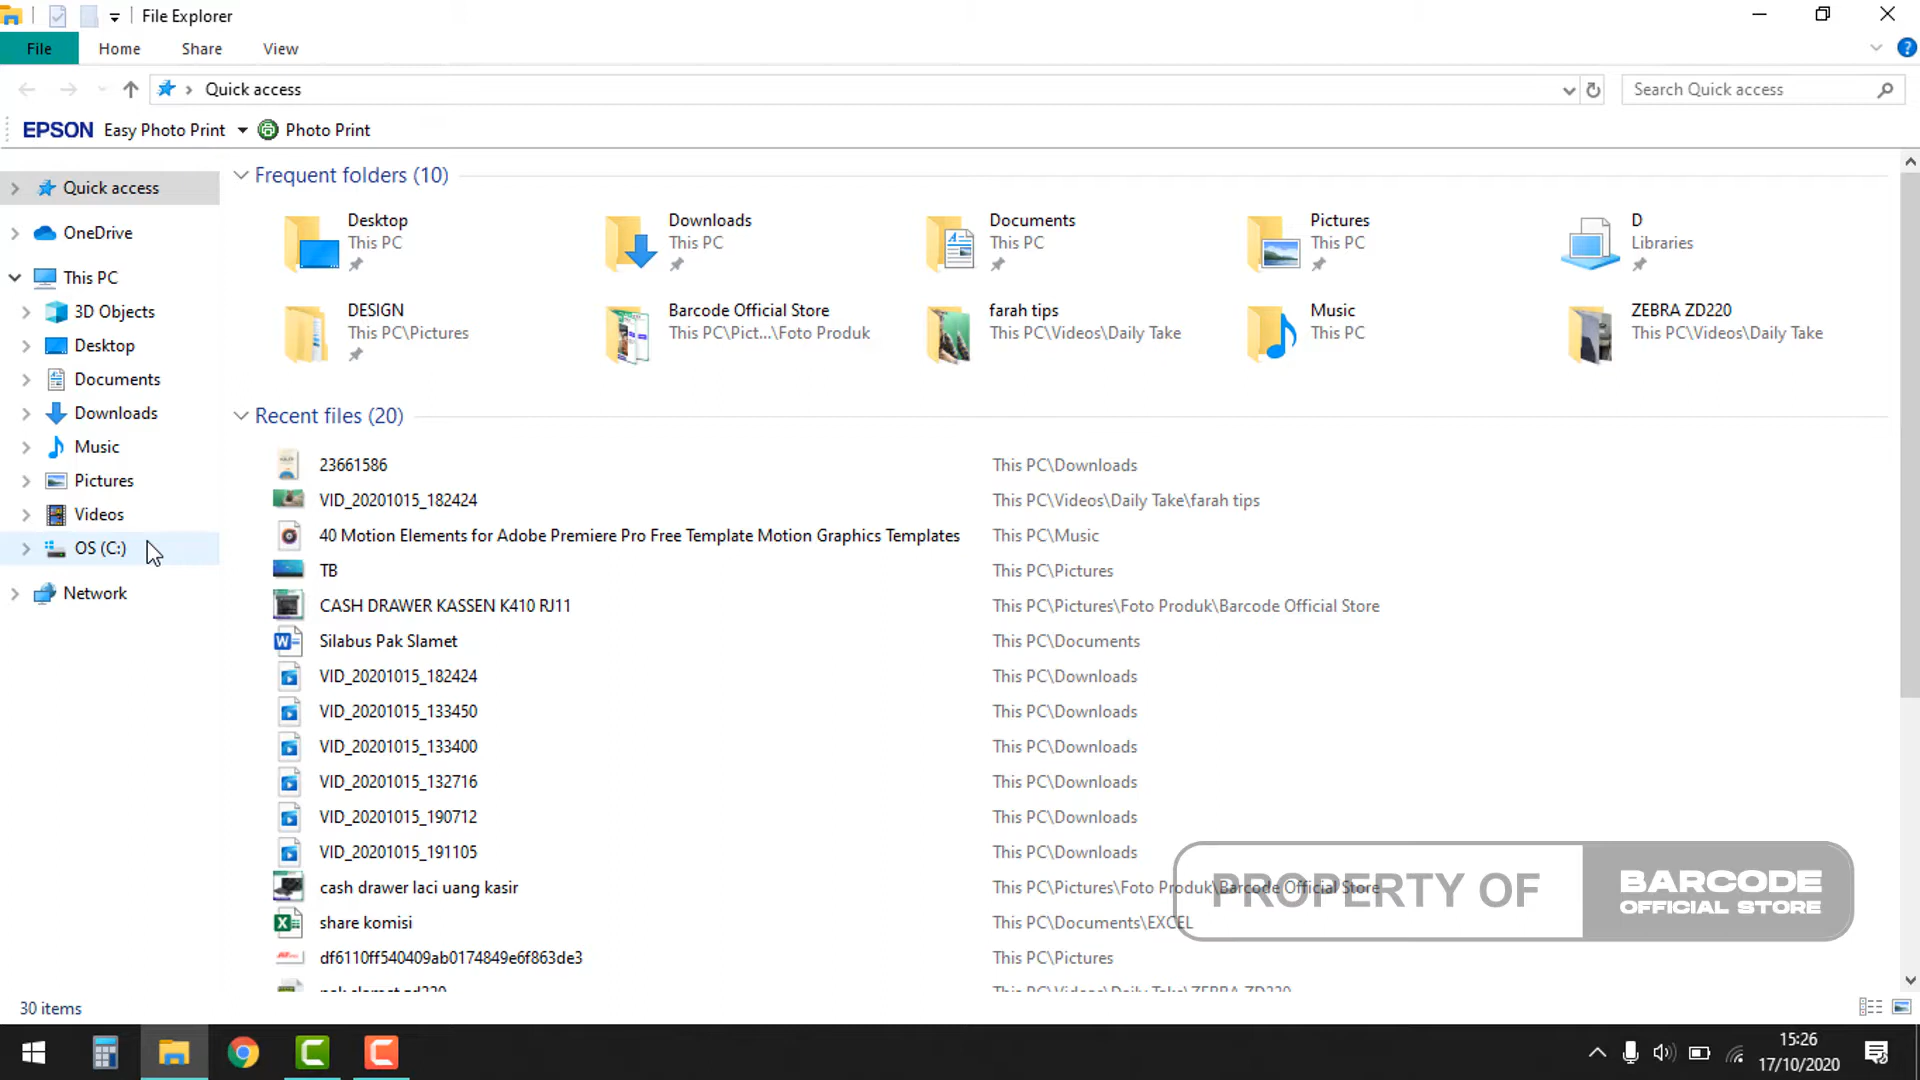 File Explorer
File Home Share View
Quick access
Search Quick access
EPSON Easy Photo Print Photo Print
Quick access
OneDrive
This PC
3D Objects
Desktop
Documents
Downloads
Music
Pictures
Videos
OS (C:)
Network
Frequent folders (10)
Desktop
This PC
Downloads
This PC
Documents
This PC
Pictures
This PC
D
Libraries
DESIGN
This PC\Pictures
Barcode Official Store
This PC\Pict...\Foto Produk
farah tips
This PC\Videos\Daily Take
Music
This PC
ZEBRA ZD220
This PC\Videos\Daily Take
Recent files (20)
23661586 This PC\Downloads
VID_20201015_182424 This PC\Videos\Daily Take\farah tips
40 Motion Elements for Adobe Premiere Pro Free Template Motion Graphics Templates This PC\Music
TB This PC\Pictures
CASH DRAWER KASSEN K410 RJ11 This PC\Pictures\Foto Produk\Barcode Official Store
Silabus Pak Slamet This PC\Documents
VID_20201015_182424 This PC\Downloads
VID_20201015_133450 This PC\Downloads
VID_20201015_133400 This PC\Downloads
VID_20201015_132716 This PC\Downloads
VID_20201015_190712 This PC\Downloads
VID_20201015_191105 This PC\Downloads
cash drawer laci uang kasir This PC\Pictures\Foto Produk\Barcode Official Store
share komisi This PC\Documents\EXCEL
df6110ff540409ab0174849e6f863de3 This PC\Pictures
pak slamet zd220 This PC\Videos\Daily Take\ZEBRA ZD220
PROPERTY OF
BARCODE
OFFICIAL STORE
30 items
15:26
17/10/2020